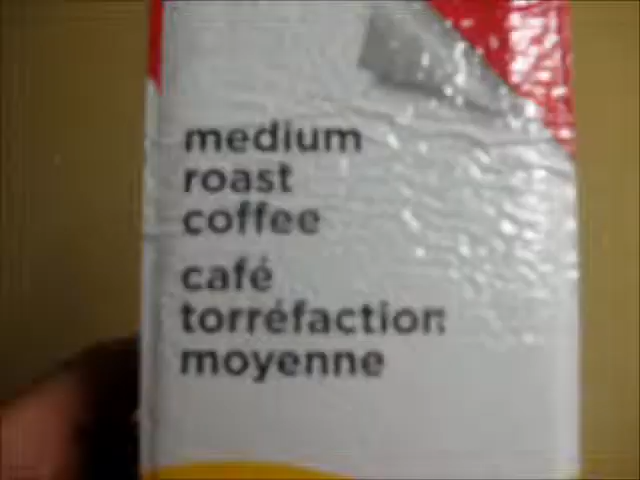 medium
roast
coffee
café
torréfaction
moyenne